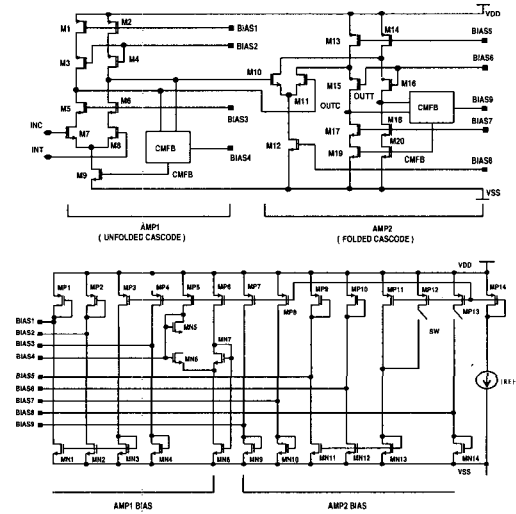 VDD
M1
M2
BIAS1
M13
M14
BIAS5
M3
M4
BIAS2
BIAS6
M10
M11
M15
M16
OUTT
OUTC
CMFB
BIAS9
M5
M6
BIAS3
INC
M7
M8
INT
CMFB
BIAS4
M12
M17
M16
BIAS7
M19
M20
M9
CMFB
CMFB
BIAS8
VSS
AMP1
( UNFOLDED CASCODE )
AMP2
( FOLDED CASCODE )
VDD
MP1
MP2
MP3
MP4
MP5
MP6
MP7
MP8
MP9
MP10
MP11
MP12
MP13
MP14
BIAS1
BIAS2
BIAS3
BIAS4
BIAS5
BIAS6
BIAS7
BIAS8
BIAS9
MN5
MN6
MN7
SW
IREF
MN1
MN2
MN3
MN4
MN8
MN9
MN10
MN11
MN12
MN13
MN14
VSS
AMP1 BIAS
AMP2 BIAS